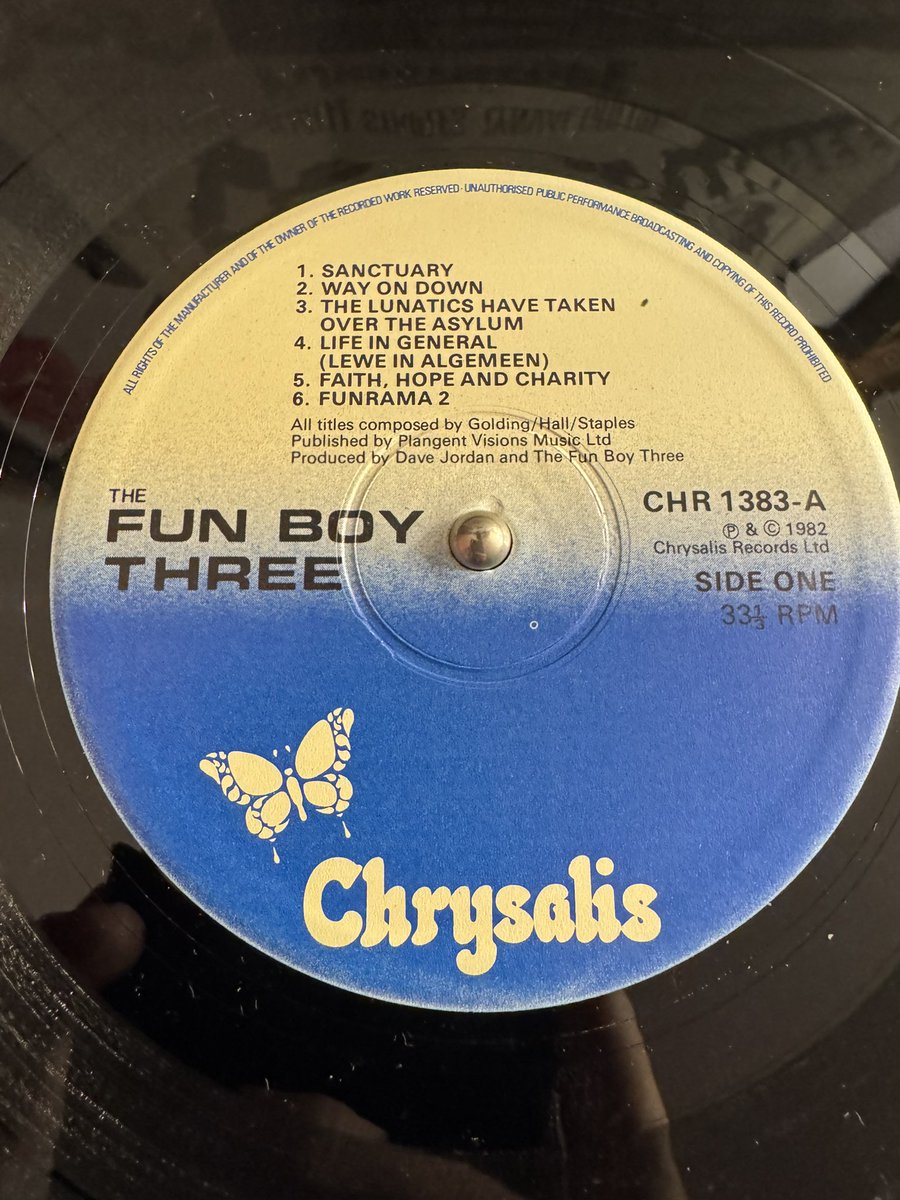 ALL RIGHTS OF THE MANUFACTURER AND OF THE OWNER OF THE RECORDED WORK RESERVED · UNAUTHORISED PUBLIC PERFORMANCE BROADCASTING AND COPYING OF THIS RECORD PROHIBITED
1. SANCTUARY
2. WAY ON DOWN
3. THE LUNATICS HAVE TAKEN
OVER THE ASYLUM
4. LIFE IN GENERAL
(LEWE IN ALGEMEEN)
5. FAITH, HOPE AND CHARITY
6. FUNRAMA 2
All titles composed by Golding/Hall/Staples
Published by Plangent Visions Music Ltd
Produced by Dave Jordan and The Fun Boy Three
THE
FUN BOY
THREE
CHR 1383-A
Ⓟ & © 1982
Chrysalis Records Ltd
SIDE ONE
33⅓ RPM
Chrysalis